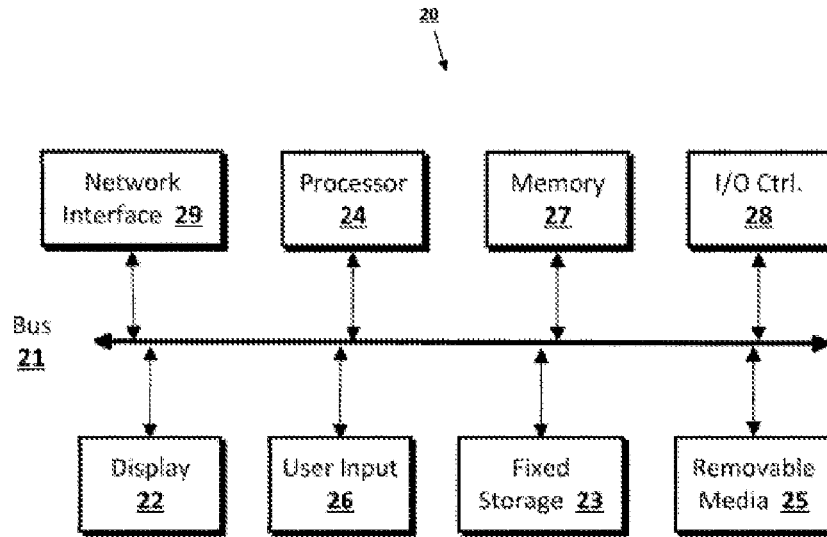 20
Network
Interface 29
Processor
24
Memory
27
I/O Ctrl.
28
Bus
21
Display
22
User Input
26
Fixed
Storage 23
Removable
Media 25